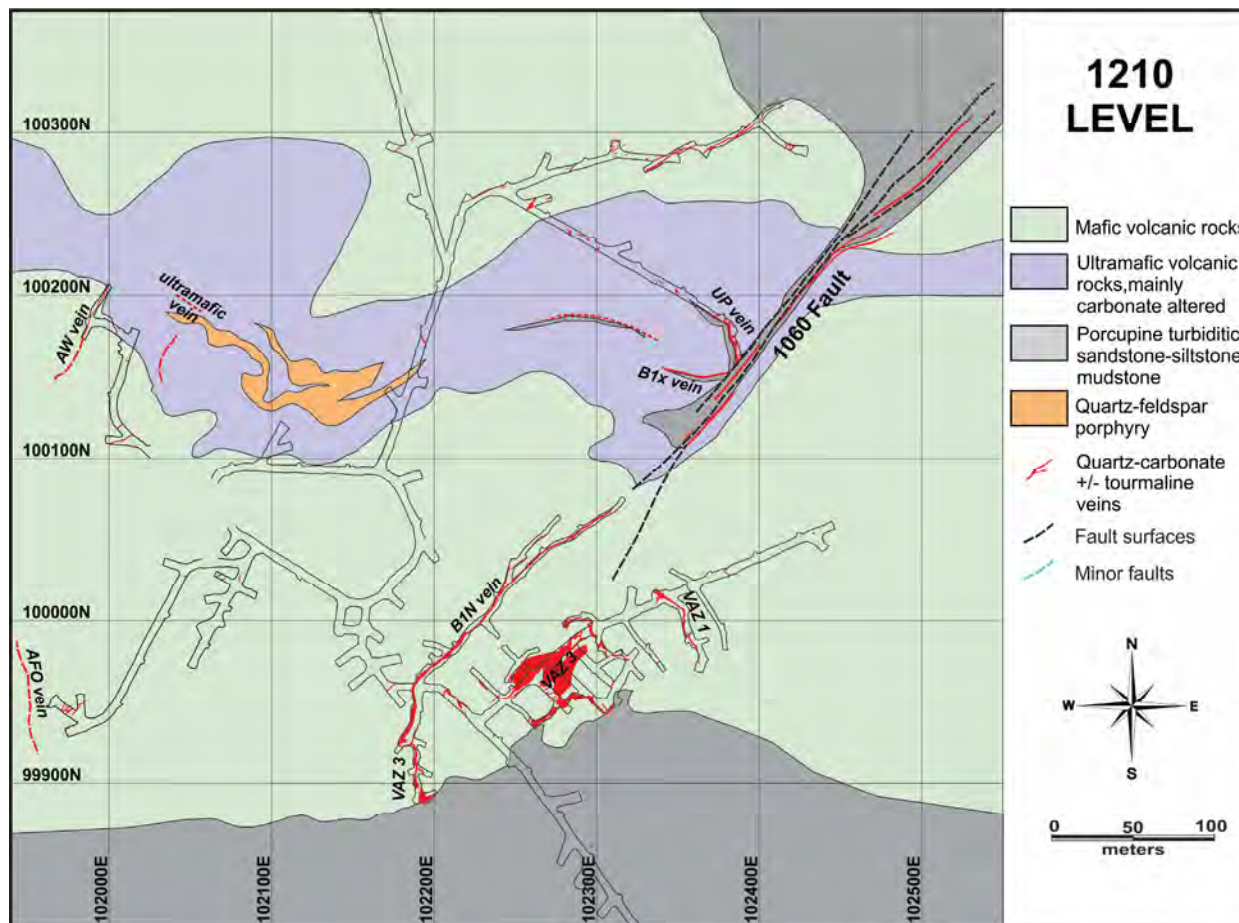 1210
LEVEL
Mafic volcanic rocks
Ultramafic volcanic
rocks,mainly
carbonate altered
Porcupine turbiditic
sandstone-siltstone
mudstone
Quartz-feldspar
porphyry
Quartz-carbonate
+/- tourmaline
veins
Fault surfaces
Minor faults
N
W
E
S
0 50 100
meters
100300N
100200N
100100N
100000N
99900N
102000E
102100E
102200E
102300E
102400E
102500E
AW vein
ultramafic
vein
UP vein
1060 Fault
B1x vein
B1N vein
VAZ 1
VAZ 3
AFO vein
VAZ 3